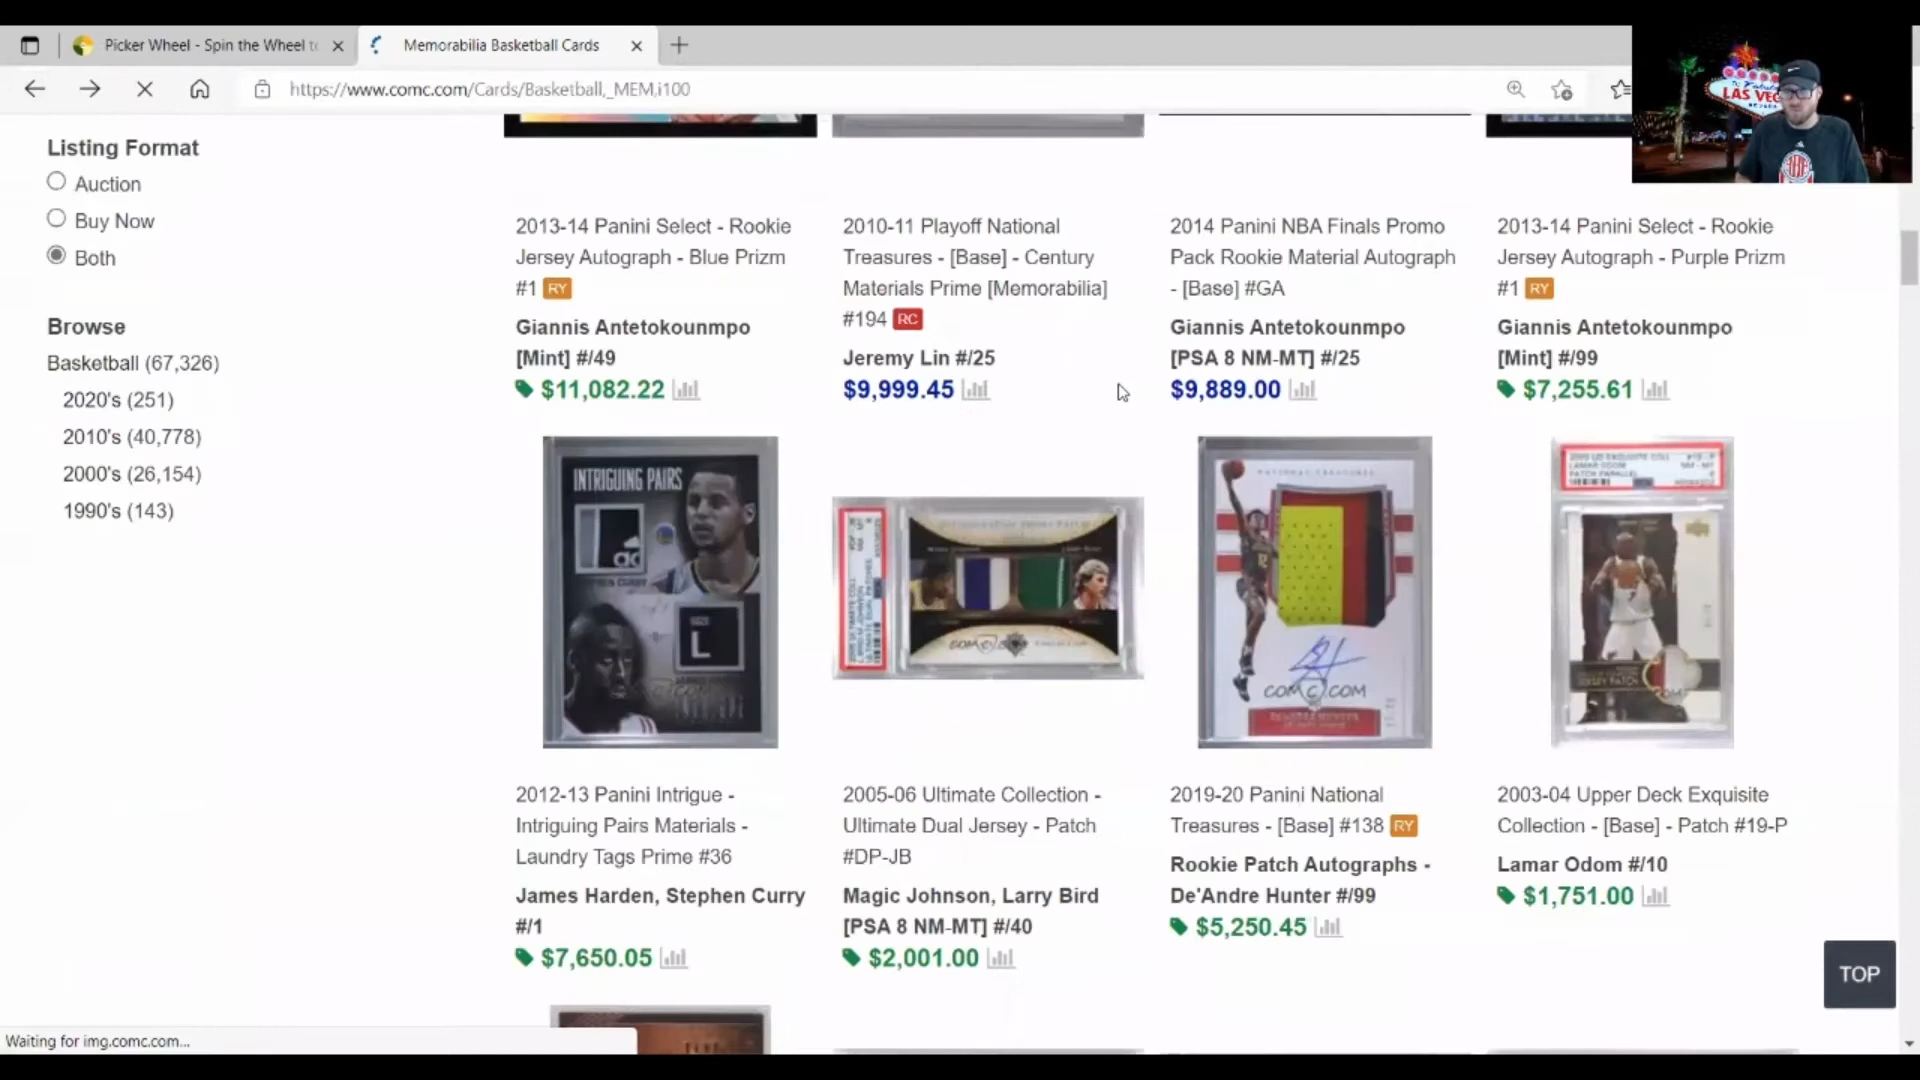 Picker Wheel - Spin the Wheel to
Memorabilia Basketball Cards
https://www.comc.com/Cards/Basketball,_MEM,i100
LAS VEG
Listing Format
Auction
Buy Now
Both
Browse
Basketball (67,326)
2020's (251)
2010's (40,778)
2000's (26,154)
1990's (143)
2013-14 Panini Select - Rookie
Jersey Autograph - Blue Prizm
#1 RY
Giannis Antetokounmpo
[Mint] #/49
$11,082.22
2010-11 Playoff National
Treasures - [Base] - Century
Materials Prime [Memorabilia]
#194 RC
Jeremy Lin #/25
$9,999.45
2014 Panini NBA Finals Promo
Pack Rookie Material Autograph
- [Base] #GA
Giannis Antetokounmpo
[PSA 8 NM-MT] #/25
$9,889.00
2013-14 Panini Select - Rookie
Jersey Autograph - Purple Prizm
#1 RY
Giannis Antetokounmpo
[Mint] #/99
$7,255.61
INTRIGUING PAIRS
L
COMC.COM
2012-13 Panini Intrigue -
Intriguing Pairs Materials -
Laundry Tags Prime #36
James Harden, Stephen Curry
#/1
$7,650.05
2005-06 Ultimate Collection -
Ultimate Dual Jersey - Patch
#DP-JB
Magic Johnson, Larry Bird
[PSA 8 NM-MT] #/40
$2,001.00
2019-20 Panini National
Treasures - [Base] #138 RY
Rookie Patch Autographs -
De'Andre Hunter #/99
$5,250.45
2003-04 Upper Deck Exquisite
Collection - [Base] - Patch #19-P
Lamar Odom #/10
$1,751.00
TOP
Waiting for img.comc.com...